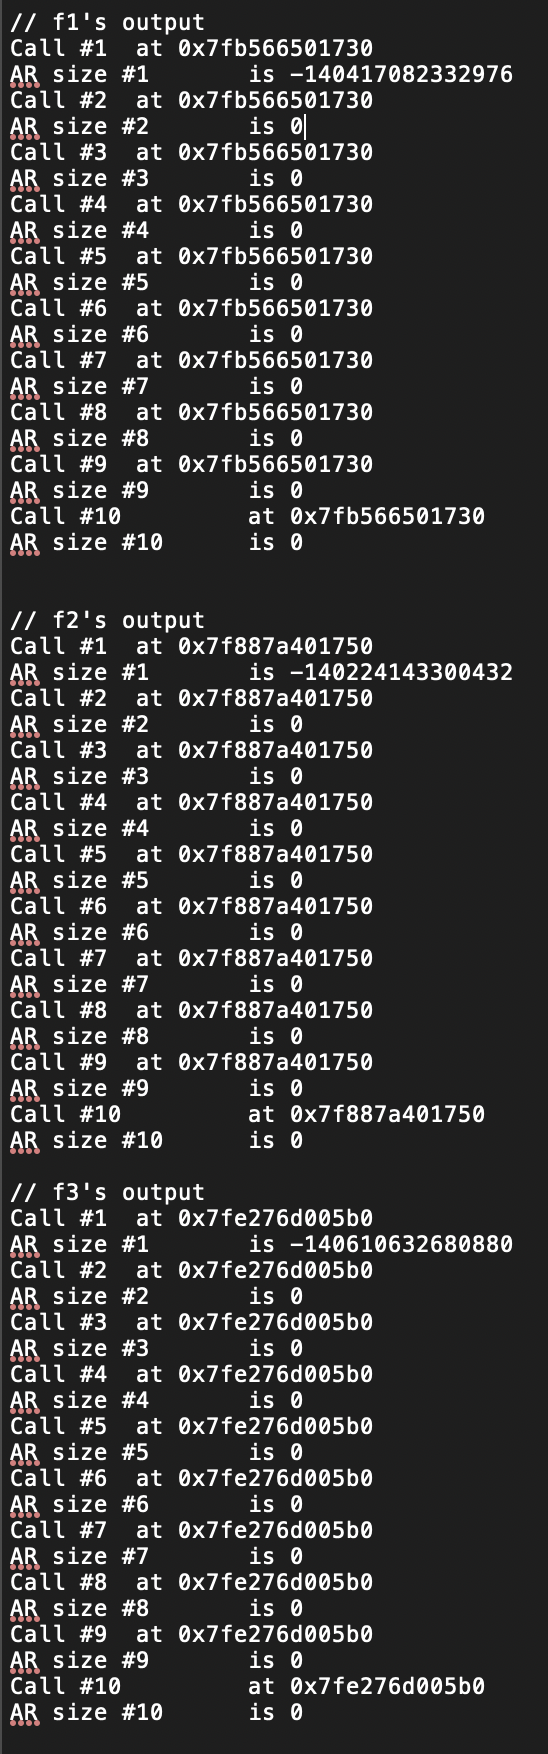 // f1's output
Call #1  at 0x7fb566501730
AR size #1       is -140417082332976
Call #2  at 0x7fb566501730
AR size #2       is 0
Call #3  at 0x7fb566501730
AR size #3       is 0
Call #4  at 0x7fb566501730
AR size #4       is 0
Call #5  at 0x7fb566501730
AR size #5       is 0
Call #6  at 0x7fb566501730
AR size #6       is 0
Call #7  at 0x7fb566501730
AR size #7       is 0
Call #8  at 0x7fb566501730
AR size #8       is 0
Call #9  at 0x7fb566501730
AR size #9       is 0
Call #10         at 0x7fb566501730
AR size #10      is 0
// f2's output
Call #1  at 0x7f887a401750
AR size #1       is -140224143300432
Call #2  at 0x7f887a401750
AR size #2       is 0
Call #3  at 0x7f887a401750
AR size #3       is 0
Call #4  at 0x7f887a401750
AR size #4       is 0
Call #5  at 0x7f887a401750
AR size #5       is 0
Call #6  at 0x7f887a401750
AR size #6       is 0
Call #7  at 0x7f887a401750
AR size #7       is 0
Call #8  at 0x7f887a401750
AR size #8       is 0
Call #9  at 0x7f887a401750
AR size #9       is 0
Call #10         at 0x7f887a401750
AR size #10      is 0
// f3's output
Call #1  at 0x7fe276d005b0
AR size #1       is -140610632680880
Call #2  at 0x7fe276d005b0
AR size #2       is 0
Call #3  at 0x7fe276d005b0
AR size #3       is 0
Call #4  at 0x7fe276d005b0
AR size #4       is 0
Call #5  at 0x7fe276d005b0
AR size #5       is 0
Call #6  at 0x7fe276d005b0
AR size #6       is 0
Call #7  at 0x7fe276d005b0
AR size #7       is 0
Call #8  at 0x7fe276d005b0
AR size #8       is 0
Call #9  at 0x7fe276d005b0
AR size #9       is 0
Call #10         at 0x7fe276d005b0
AR size #10      is 0